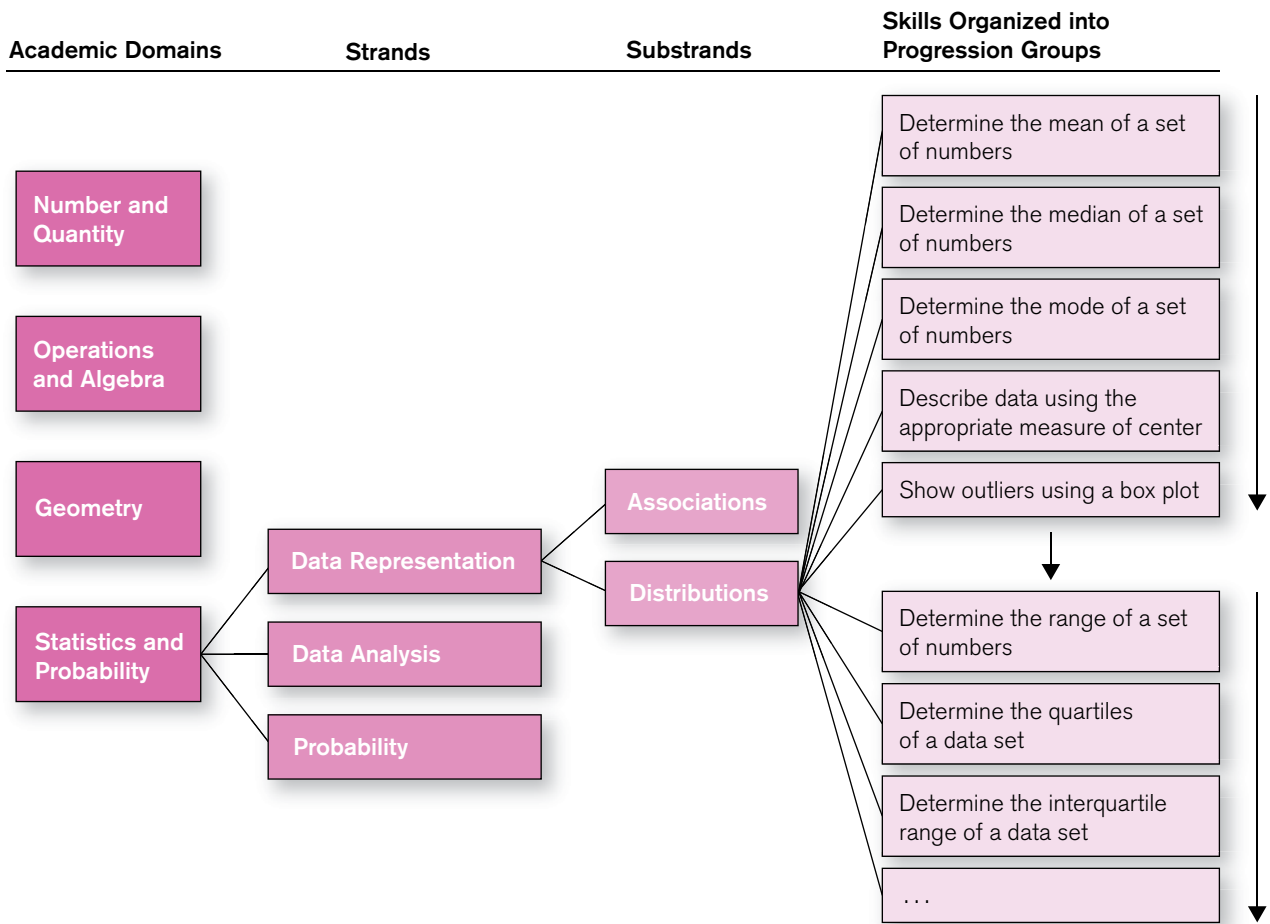 Academic Domains
Strands
Substrands
Skills Organized into
Progression Groups
Number and
Quantity
Operations
and Algebra
Geometry
Statistics and
Probability
Data Representation
Data Analysis
Probability
Associations
Distributions
Determine the mean of a set
of numbers
Determine the median of a set
of numbers
Determine the mode of a set
of numbers
Describe data using the
appropriate measure of center
Show outliers using a box plot
Determine the range of a set
of numbers
Determine the quartiles
of a data set
Determine the interquartile
range of a data set
. . .